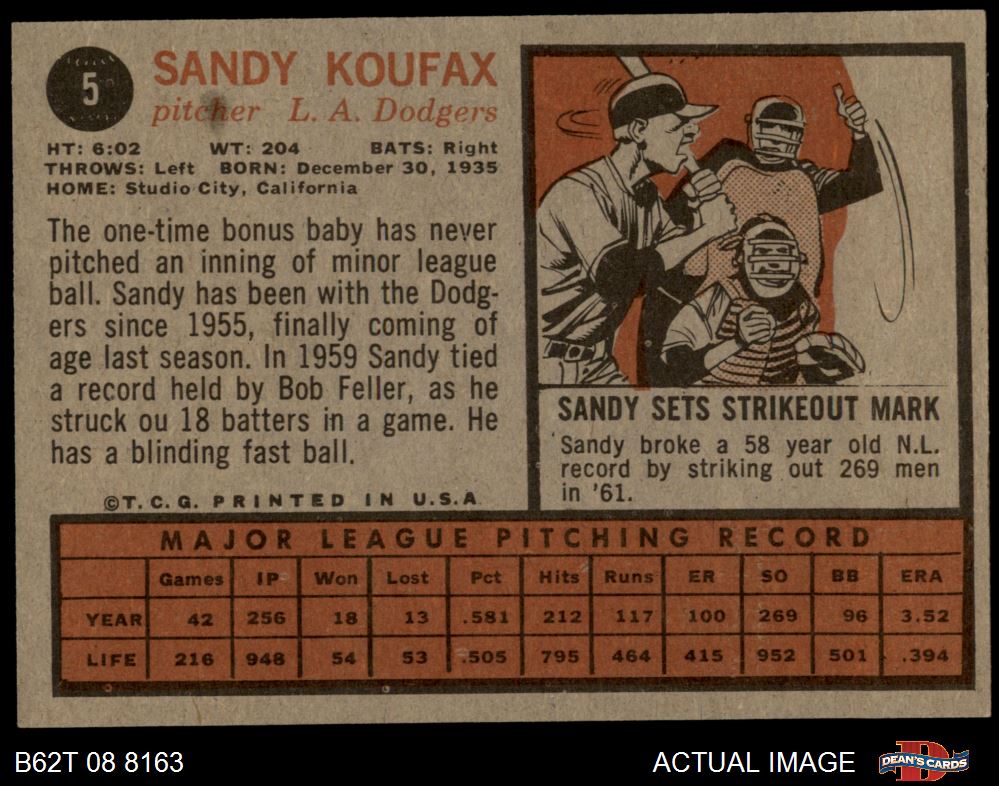 5
SANDY KOUFAX
pitcher L. A. Dodgers
HT: 6:02 WT: 204 BATS: Right
THROWS: Left BORN: December 30, 1935
HOME: Studio City, California
The one-time bonus baby has never
pitched an inning of minor league
ball. Sandy has been with the Dodg-
ers since 1955, finally coming of
age last season. In 1959 Sandy tied
a record held by Bob Feller, as he
struck ou 18 batters in a game. He
has a blinding fast ball.
©T. C. G. PRINTED IN U.S.A
SANDY SETS STRIKEOUT MARK
Sandy broke a 58 year old N.L.
record by striking out 269 men
in '61.
MAJOR LEAGUE PITCHING RECORD
Games IP Won Lost Pct Hits Runs ER SO BB ERA
YEAR 42 256 18 13 .581 212 117 100 269 96 3.52
LIFE 216 948 54 53 .505 795 464 415 952 501 .394
B62T 08 8163 ACTUAL IMAGE D DEAN'S CARDS